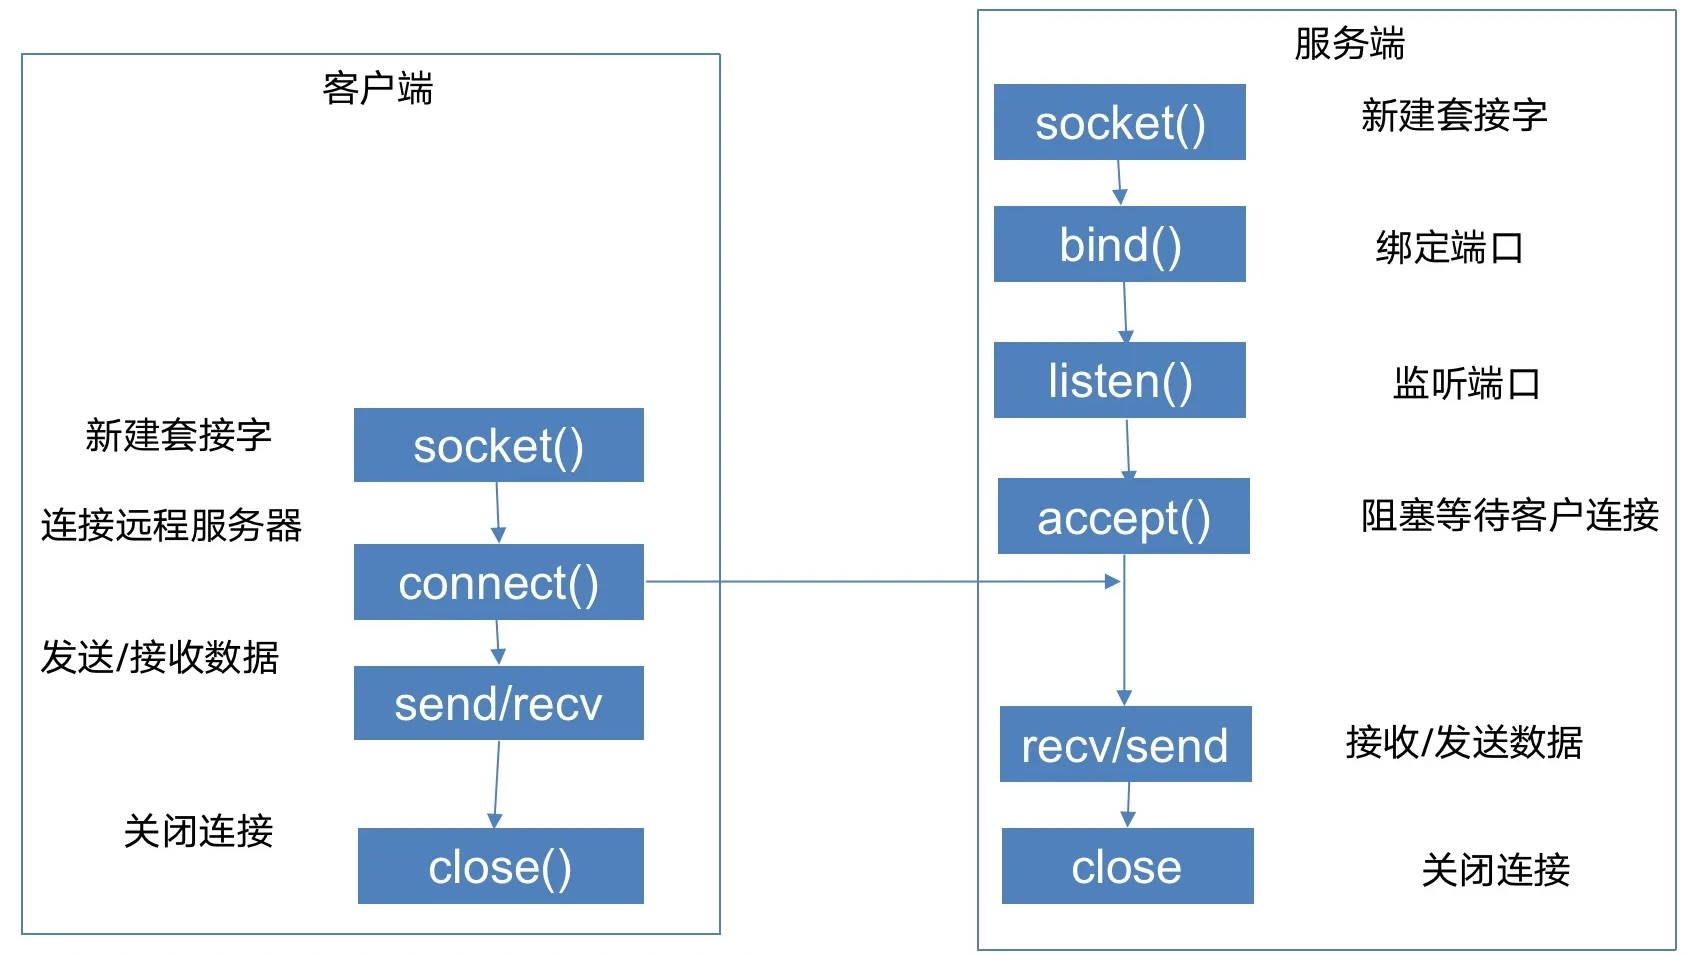 客户端
新建套接字
socket()
连接远程服务器
connect()
发送/接收数据
send/recv
关闭连接
close()
服务端
socket()
新建套接字
bind()
绑定端口
listen()
监听端口
accept()
阻塞等待客户连接
recv/send
接收/发送数据
close
关闭连接